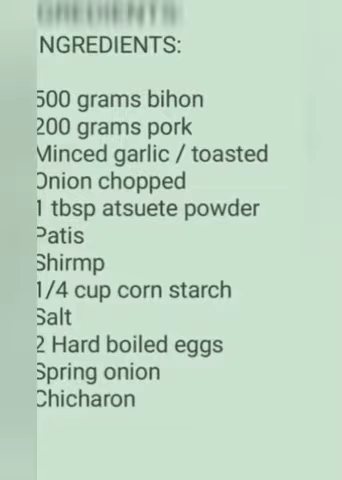 NGREDIENTS:
500 grams bihon
200 grams pork
Minced garlic / toasted
Onion chopped
1 tbsp atsuete powder
Patis
Shirmp
1/4 cup corn starch
Salt
2 Hard boiled eggs
Spring onion
Chicharon